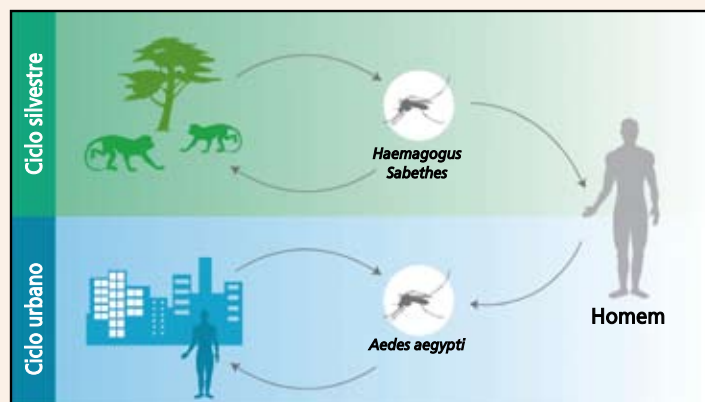 Ciclo silvestre
Haemagogus
Sabethes
Homem
Ciclo urbano
Aedes aegypti